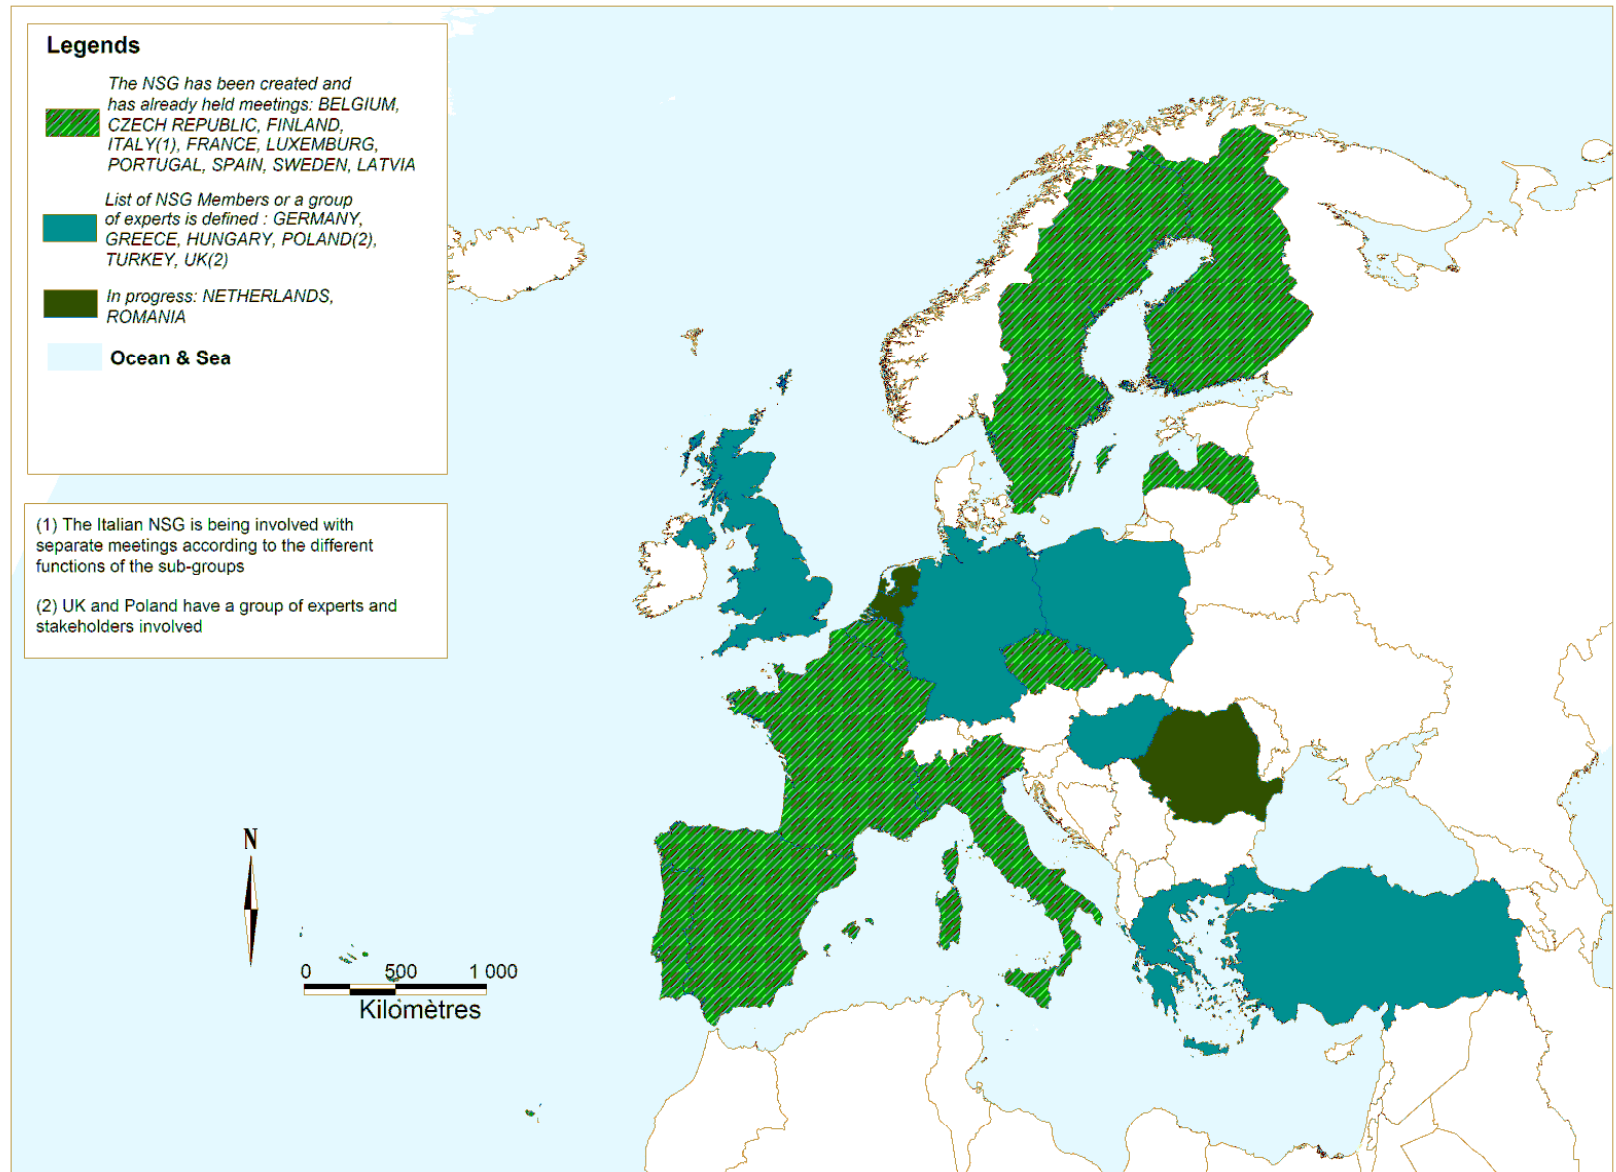 Legends
The NSG has been created and
has already held meetings: BELGIUM,
CZECH REPUBLIC, FINLAND,
ITALY(1), FRANCE, LUXEMBURG,
PORTUGAL, SPAIN, SWEDEN, LATVIA
List of NSG Members or a group
of experts is defined : GERMANY,
GREECE, HUNGARY, POLAND(2),
TURKEY, UK(2)
In progress: NETHERLANDS,
ROMANIA
Ocean & Sea
(1) The Italian NSG is being involved with
separate meetings according to the different
functions of the sub-groups
(2) UK and Poland have a group of experts and
stakeholders involved
N
0 500 1 000
Kilomètres